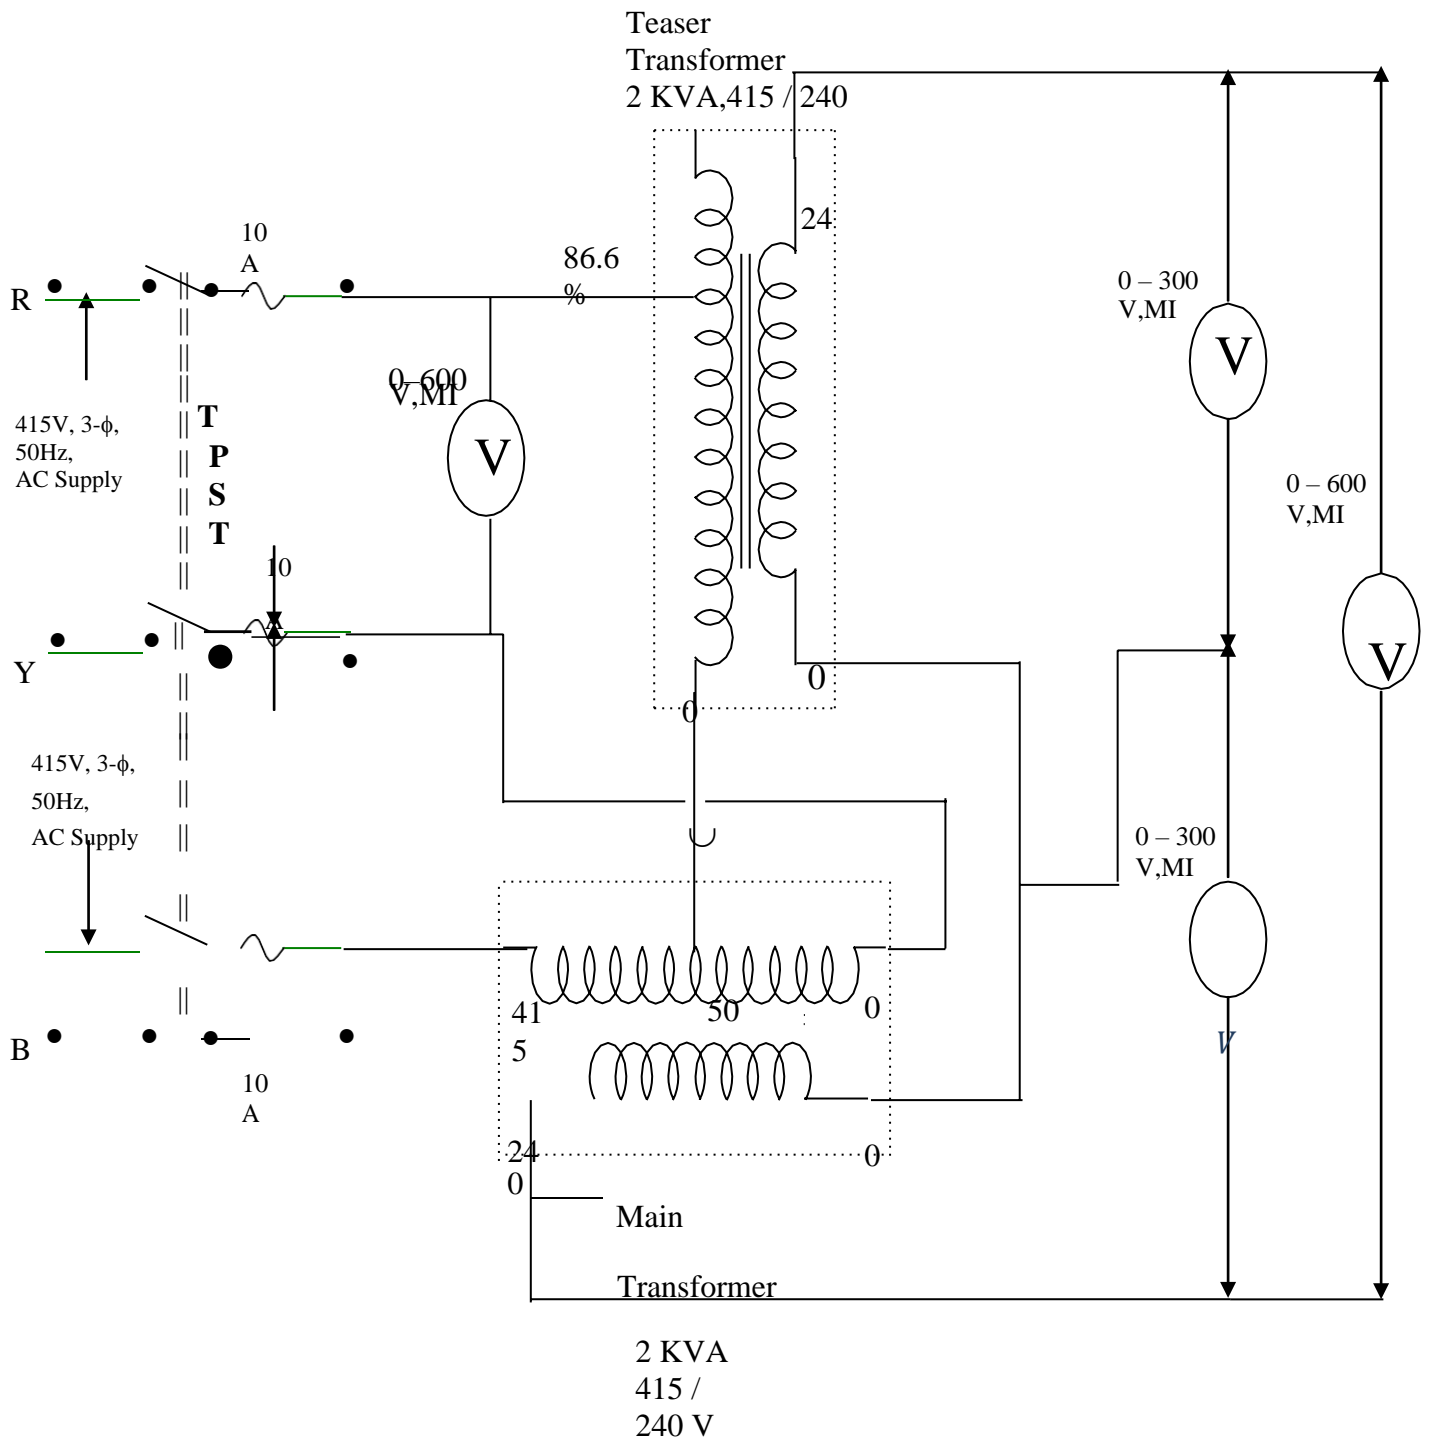 Teaser
Transformer
2 KVA,415 / 240
24
10
A
86.6
%
R
0 – 300
V,MI
V
0–600
V,MI
V
415V, 3-ϕ,
50Hz,
AC Supply
T
P
S
T
0 – 600
V,MI
V
10
A
Y
0
0
415V, 3-ϕ,
50Hz,
AC Supply
0 – 300
V,MI
V
41
5
50
0
B
10
A
24
0
0
Main
Transformer
2 KVA
415 /
240 V